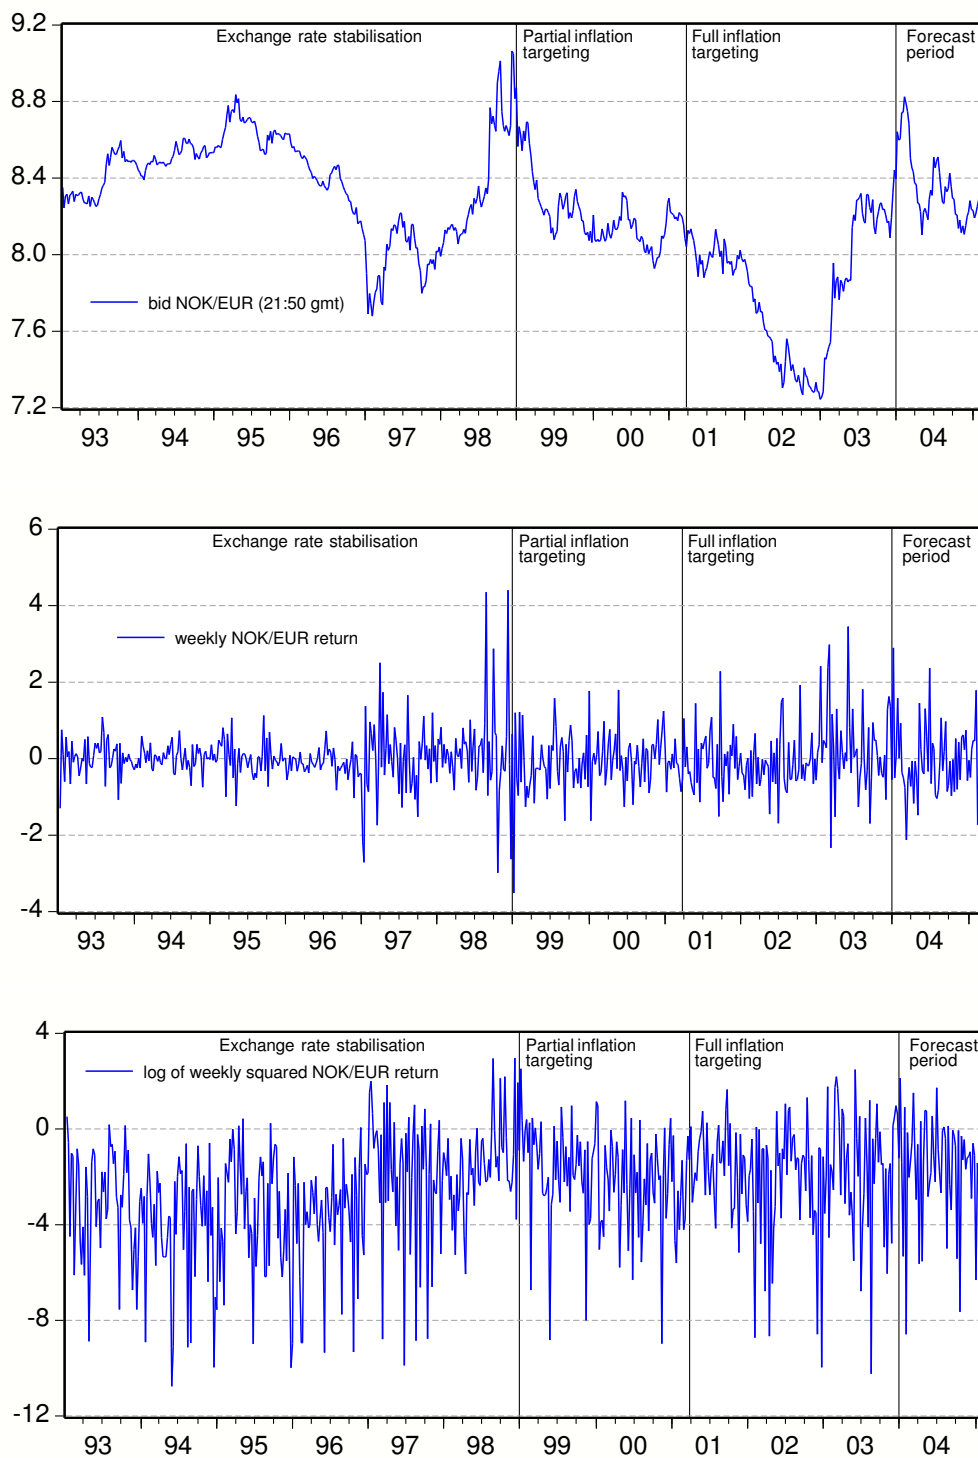 9.2
Exchange rate stabilisation
Partial inflation
targeting
Full inflation
targeting
Forecast
period
8.8
8.4
8.0
bid NOK/EUR (21:50 gmt)
7.6
7.2
93 94 95 96 97 98 99 00 01 02 03 04
6
Exchange rate stabilisation
Partial inflation
targeting
Full inflation
targeting
Forecast
period
4
weekly NOK/EUR return
2
0
-2
-4
93 94 95 96 97 98 99 00 01 02 03 04
4
Exchange rate stabilisation
Partial inflation
targeting
Full inflation
targeting
Forecast
period
log of weekly squared NOK/EUR return
0
-4
-8
-12
93 94 95 96 97 98 99 00 01 02 03 04